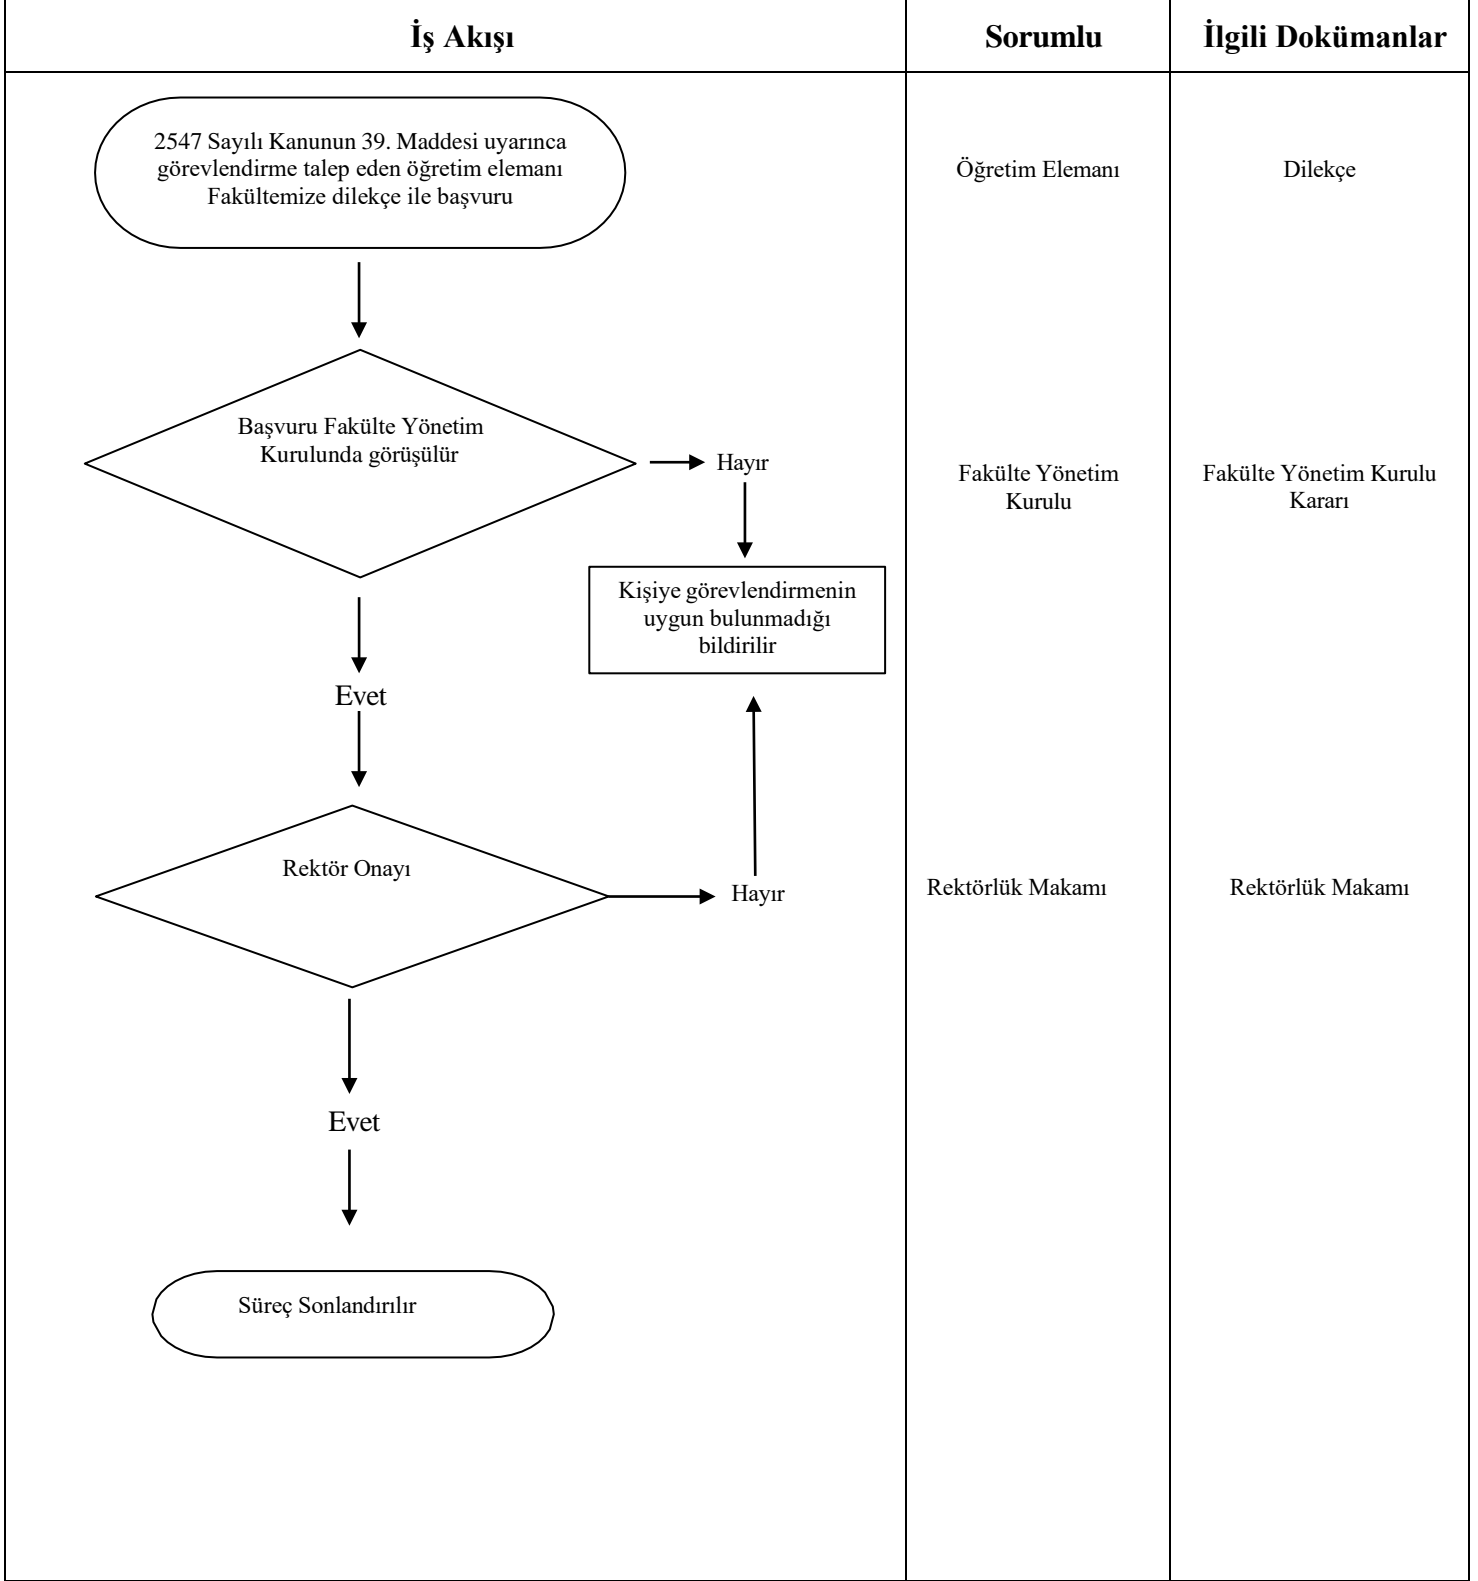 İş Akışı
Sorumlu
İlgili Dokümanlar
2547 Sayılı Kanunun 39. Maddesi uyarınca
görevlendirme talep eden öğretim elemanı
Fakültemize dilekçe ile başvuru
Öğretim Elemanı
Dilekçe
Başvuru Fakülte Yönetim
Kurulunda görüşülür
Hayır
Fakülte Yönetim
Kurulu
Fakülte Yönetim Kurulu
Kararı
Kişiye görevlendirmenin
uygun bulunmadığı
bildirilir
Evet
Rektör Onayı
Hayır
Rektörlük Makamı
Rektörlük Makamı
Evet
Süreç Sonlandırılır